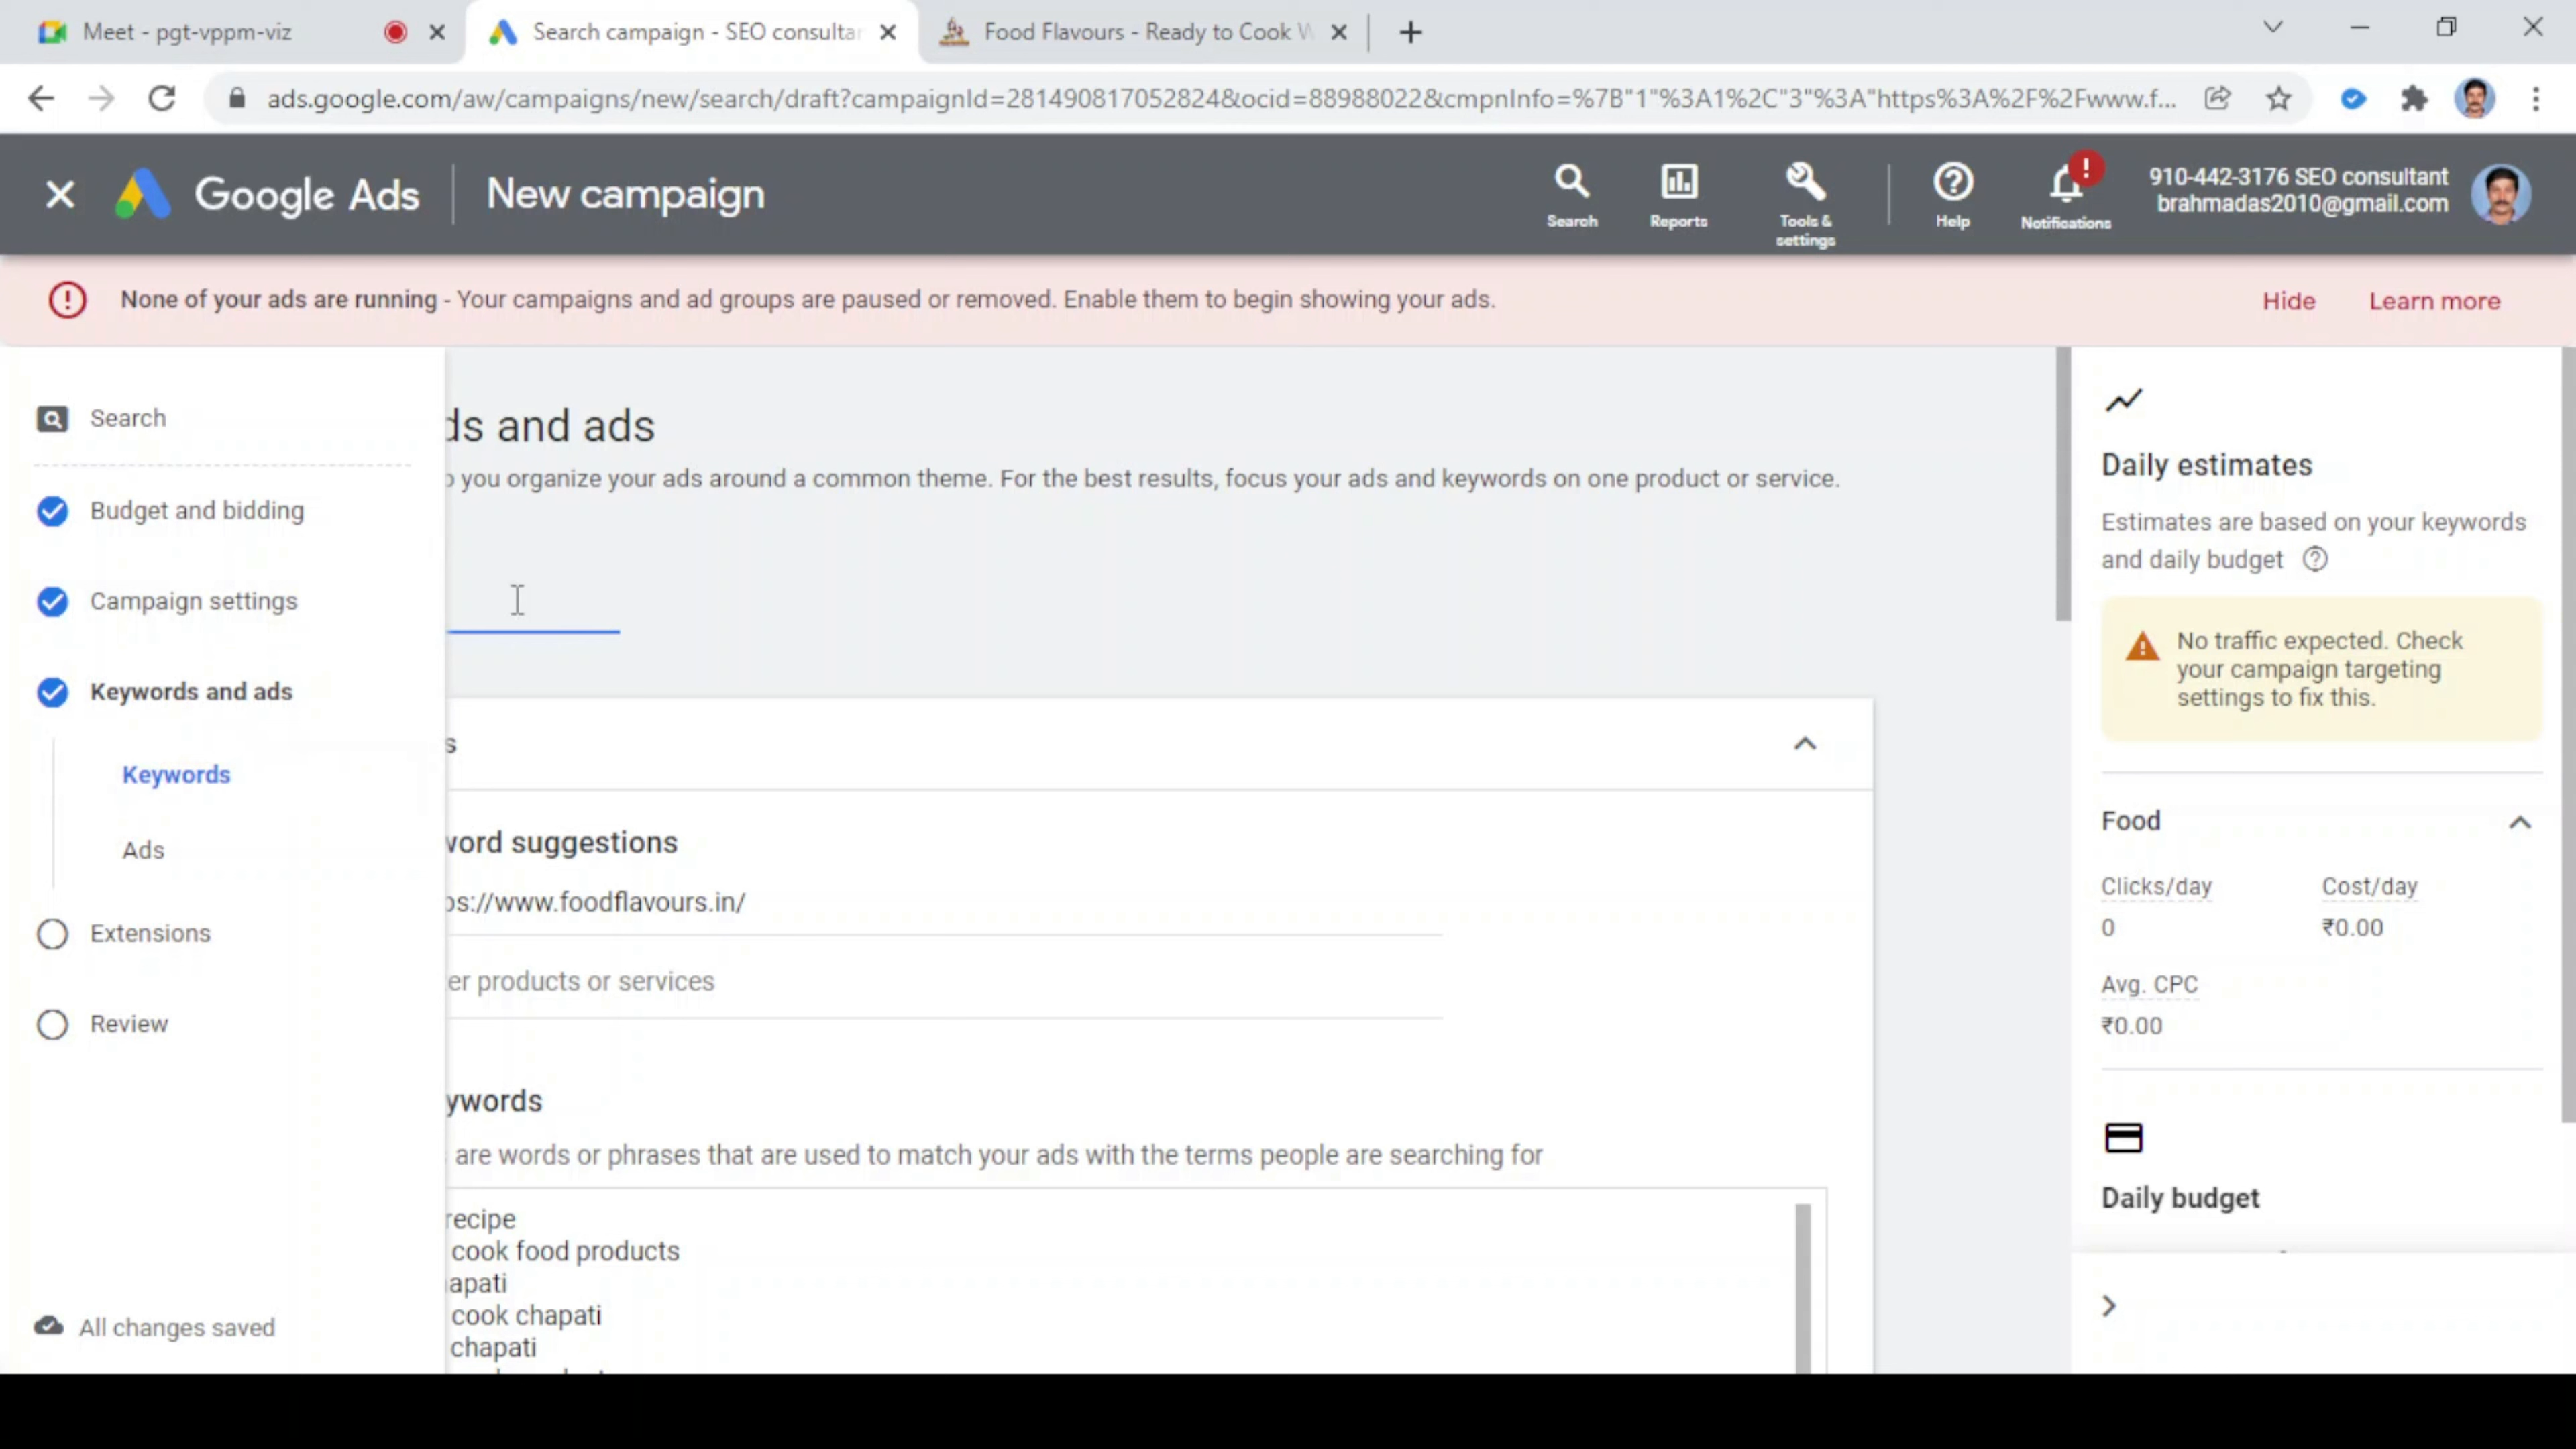 Meet - pgt-vppm-viz
Search campaign - SEO consultar
Food Flavours - Ready to Cook W
ads.google.com/aw/campaigns/new/search/draft?campaignId=281490817052824&ocid=88988022&cmpnInfo=%7B"1"%3A1%2C"3"%3A"https%3A%2F%2Fwww.f...
Google Ads
New campaign
Search
Reports
Tools &
settings
Help
Notifications
910-442-3176 SEO consultant
brahmadas2010@gmail.com
None of your ads are running - Your campaigns and ad groups are paused or removed. Enable them to begin showing your ads.
Hide
Learn more
Search
Budget and bidding
Campaign settings
Keywords and ads
Keywords
Ads
Extensions
Review
All changes saved
ds and ads
you organize your ads around a common theme. For the best results, focus your ads and keywords on one product or service.
s
word suggestions
ps://www.foodflavours.in/
er products or services
ywords
are words or phrases that are used to match your ads with the terms people are searching for
recipe
cook food products
apati
cook chapati
chapati
Daily estimates
Estimates are based on your keywords
and daily budget
No traffic expected. Check
your campaign targeting
settings to fix this.
Food
Clicks/day
Cost/day
0
₹0.00
Avg. CPC
₹0.00
Daily budget